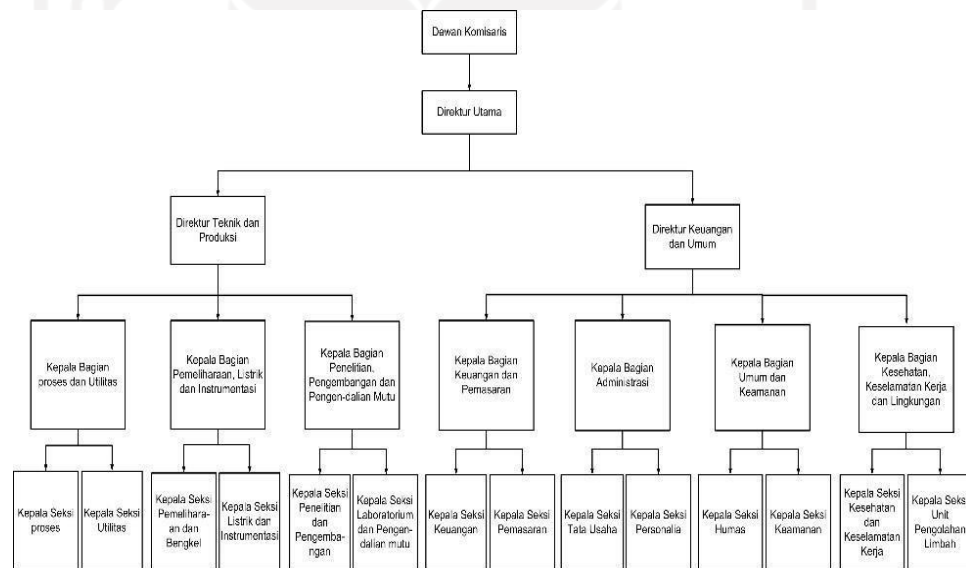 Dewan Komisaris
Direktur Utama
Direktur Teknik dan
Produksi
Direktur Keuangan
dan Umum
Kepala Bagian
proses dan Utilitas
Kepala Bagian
Pemeliharaan, Listrik
dan Instrumentasi
Kepala Bagian
Penelitian,
Pengembangan dan
Pengen-dalian Mutu
Kepala Bagian
Keuangan dan
Pemasaran
Kepala Bagian
Administrasi
Kepala Bagian
Umum dan
Keamanan
Kepala Bagian
Kesehatan,
Keselamatan Kerja
dan Lingkungan
Kepala Seksi
proses
Kepala Seksi
Utilitas
Kepala Seksi
Pemelihara-
an dan
Bengkel
Kepala Seksi
Listrik dan
Instrumentasi
Kepala Seksi
Penelitian
dan
Pengemba-
ngan
Kepala Seksi
Laboratorium
dan Pengen-
dalian mutu
Kepala Seksi
Keuangan
Kepala Seksi
Pemasaran
Kepala Seksi
Tata Usaha
Kepala Seksi
Personalia
Kepala Seksi
Humas
Kepala Seksi
Keamanan
Kepala Seksi
Kesehatan
dan
Keselamatan
Kerja
Kepala Seks
Unit
Pengolahan
Limbah